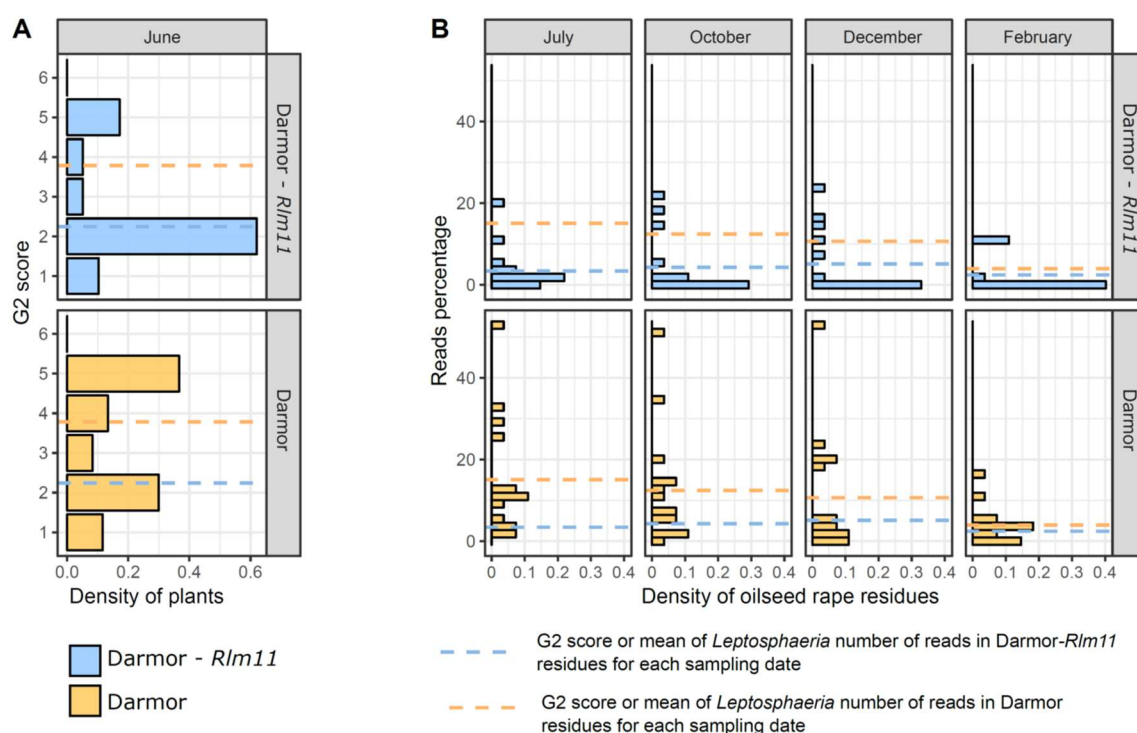 A
June
G2 score
6
5
4
3
2
1
Darmor - Rlm11
6
5
4
3
2
1
Darmor
0.0 0.2 0.4 0.6
Density of plants
B
July October December February
Reads percentage
40
20
0
Darmor - Rlm11
40
20
0
Darmor
0 0.1 0.2 0.3 0.4 0 0.1 0.2 0.3 0.4 0 0.1 0.2 0.3 0.4 0 0.1 0.2 0.3 0.4
Density of oilseed rape residues
Darmor - Rlm11
Darmor
G2 score or mean of Leptosphaeria number of reads in Darmor-Rlm11
residues for each sampling date
G2 score or mean of Leptosphaeria number of reads in Darmor
residues for each sampling date